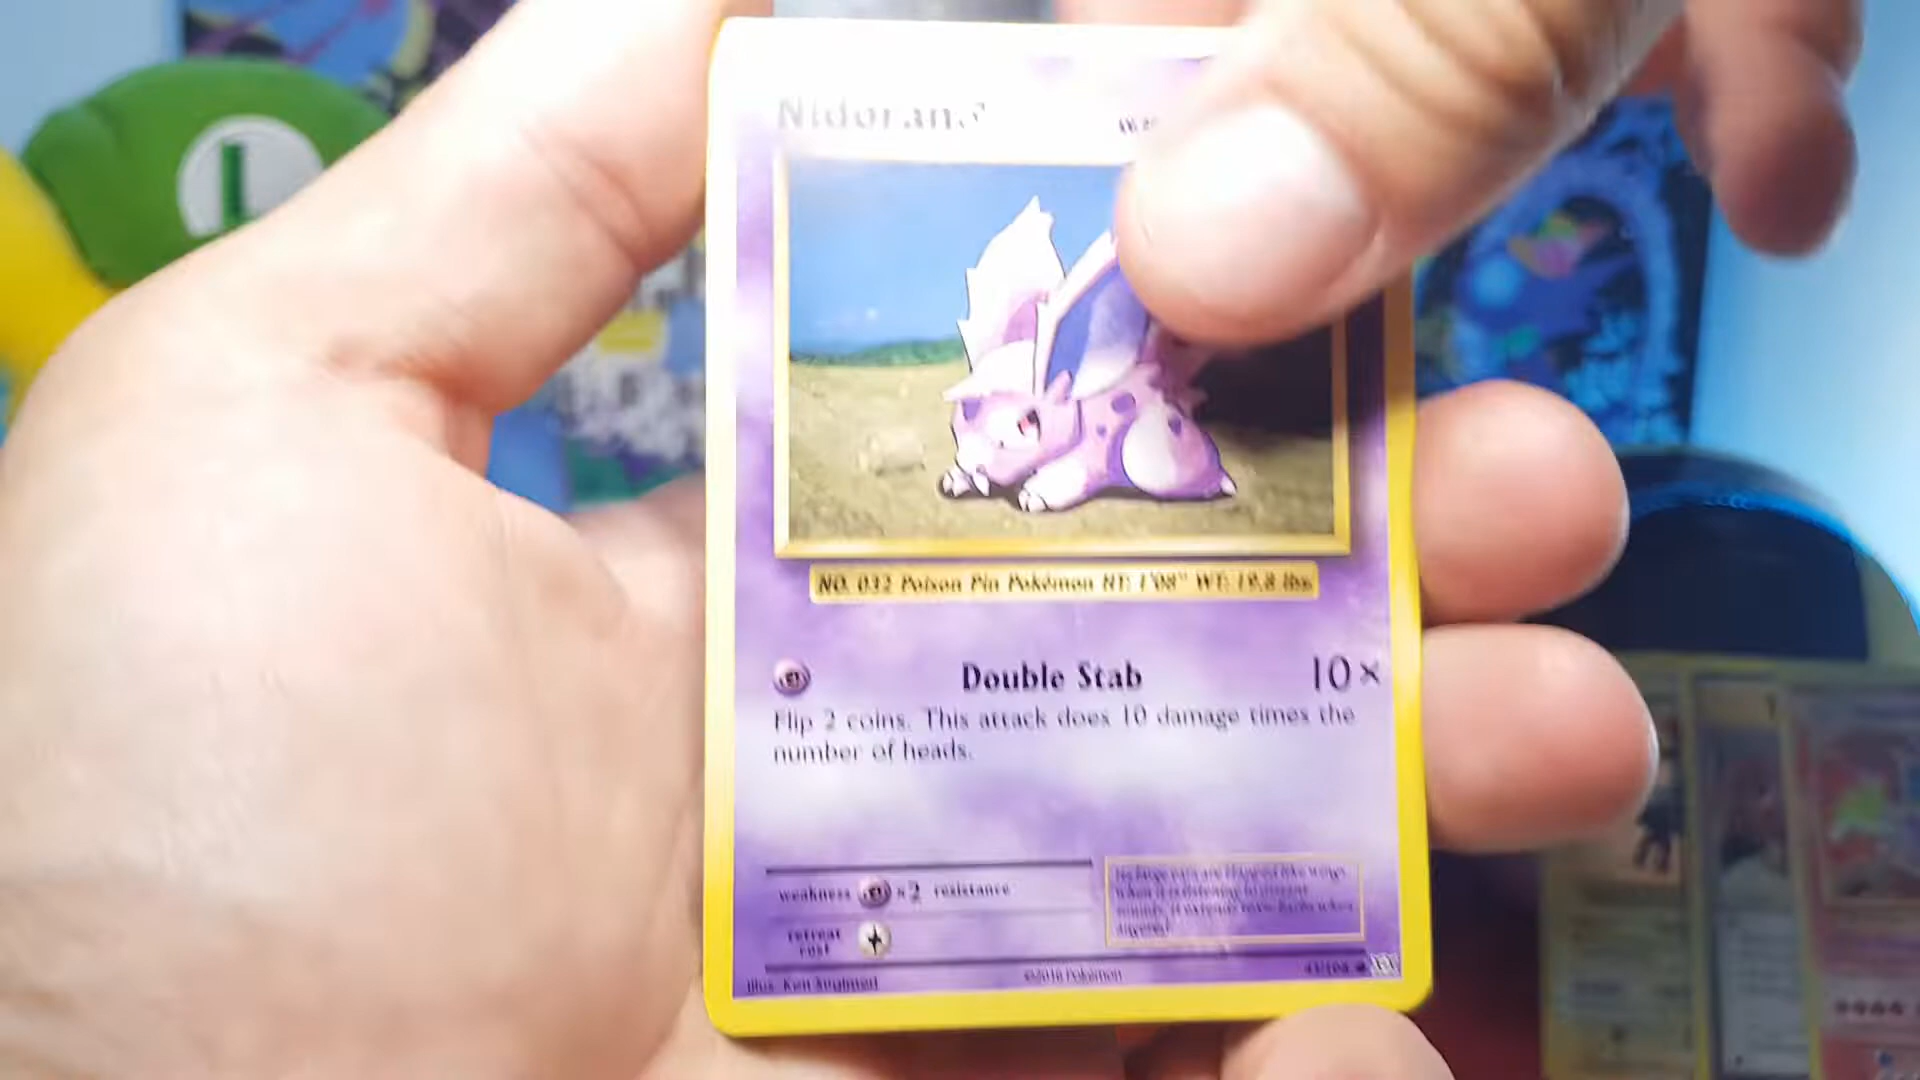 L
Nidoran♂
NO. 032 Poison Pin Pokémon HT: 1'08" WT: 19.8 lbs
Double Stab 10×
Flip 2 coins. This attack does 10 damage times the
number of heads.
weakness ×2 resistance
retreat
cost
©2016 Pokémon